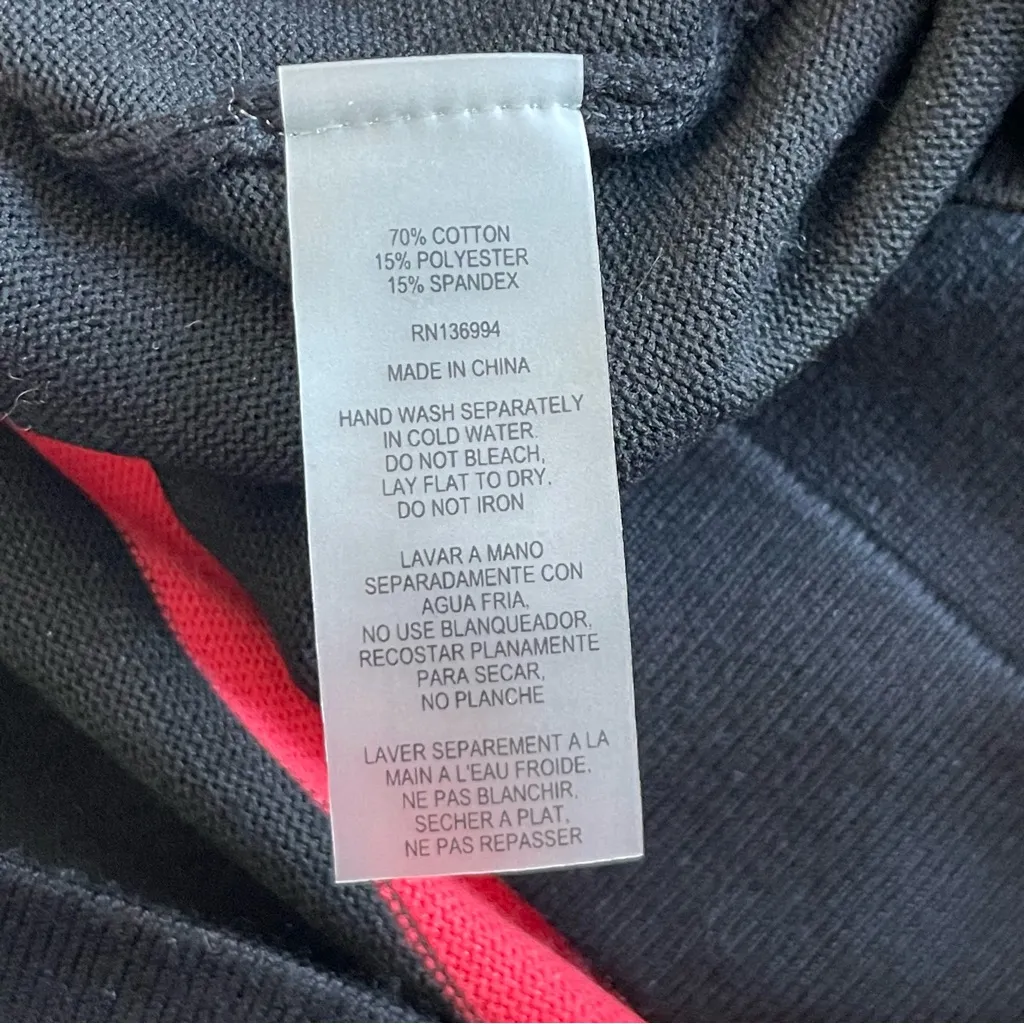 70% COTTON
15% POLYESTER
15% SPANDEX
RN136994
MADE IN CHINA
HAND WASH SEPARATELY
IN COLD WATER.
DO NOT BLEACH,
LAY FLAT TO DRY.
DO NOT IRON
LAVAR A MANO
SEPARADAMENTE CON
AGUA FRIA,
NO USE BLANQUEADOR,
RECOSTAR PLANAMENTE
PARA SECAR,
NO PLANCHE
LAVER SEPAREMENT A LA
MAIN A L'EAU FROIDE,
NE PAS BLANCHIR,
SECHER A PLAT,
NE PAS REPASSER